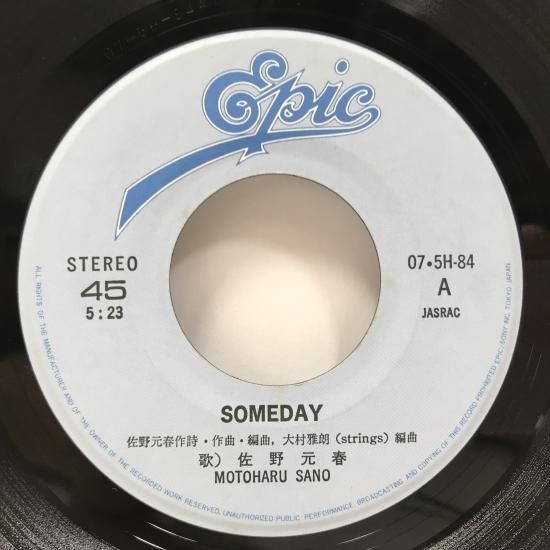 Epic
STEREO
45
5:23
07・5H-84
A
JASRAC
SOMEDAY
佐野元春作詩・作曲・編曲, 大村雅朗(strings)編曲
歌) 佐野元春
MOTOHARU SANO
ALL RIGHTS OF THE MANUFACTURER AND OF THE OWNER OF THE RECORDED WORK RESERVED. UNAUTHORIZED PUBLIC PERFORMANCE, BROADCASTING AND COPYING OF THIS RECORD PROHIBITED EPIC/SONY INC. TOKYO JAPAN